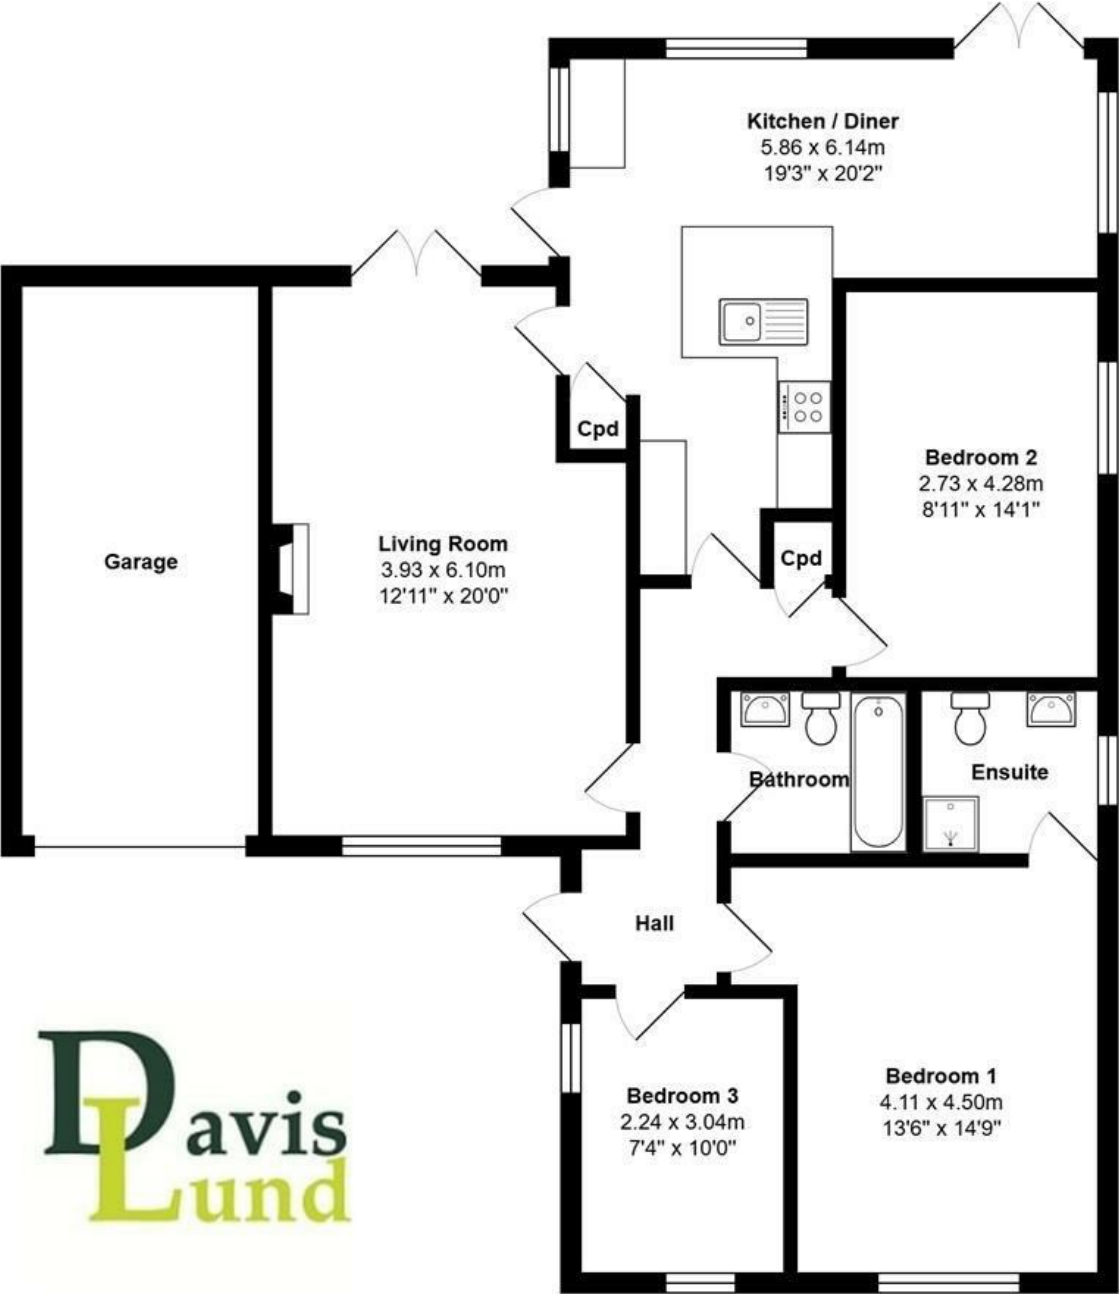 Kitchen / Diner
5.86 x 6.14m
19'3" x 20'2"
Cpd
Bedroom 2
2.73 x 4.28m
8'11" x 14'1"
Living Room
3.93 x 6.10m
12'11" x 20'0"
Garage
Cpd
Bathroom
Ensuite
Hall
Bedroom 1
4.11 x 4.50m
13'6" x 14'9"
Bedroom 3
2.24 x 3.04m
7'4" x 10'0"
Davis
Lund